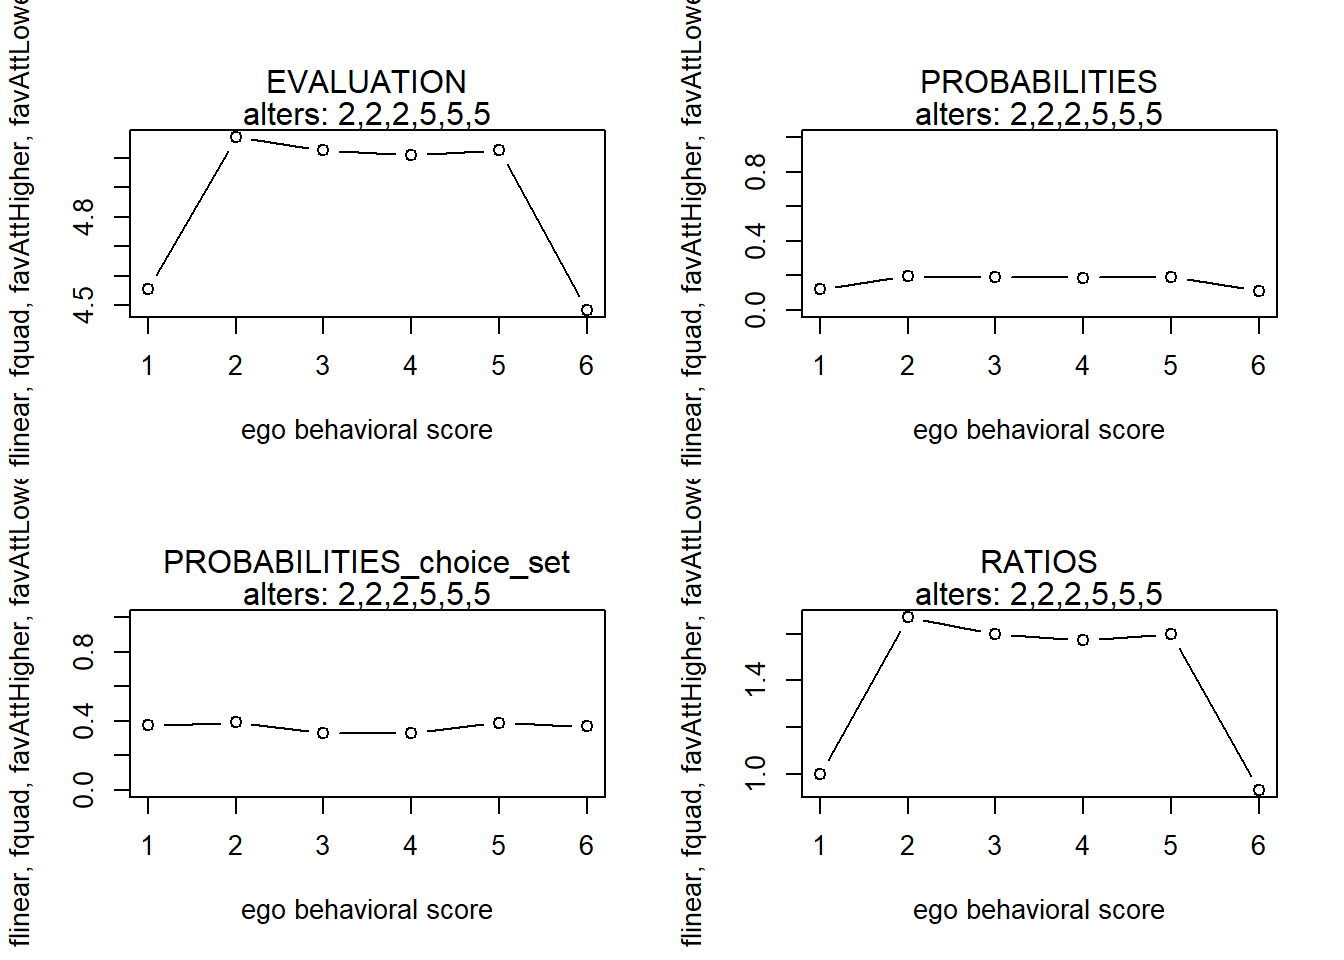 EVALUATION
alters: 2,2,2,5,5,5
4.8
4.5
1 2 3 4 5 6
ego behavioral score
flinear, fquad, favAttHigher, favAttLowe
PROBABILITIES
alters: 2,2,2,5,5,5
0.8
0.4
0.0
1 2 3 4 5 6
ego behavioral score
flinear, fquad, favAttHigher, favAttLowe
PROBABILITIES_choice_set
alters: 2,2,2,5,5,5
0.8
0.4
0.0
1 2 3 4 5 6
ego behavioral score
flinear, fquad, favAttHigher, favAttLowe
RATIOS
alters: 2,2,2,5,5,5
1.4
1.0
1 2 3 4 5 6
ego behavioral score
flinear, fquad, favAttHigher, favAttLowe